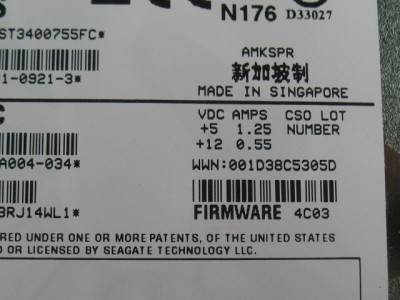 N176 D33027
ST3400755FC*
AMKSPR
新加坡制
1-0921-3*
MADE IN SINGAPORE
C
VDC AMPS CSO LOT
+5 1.25 NUMBER
+12 0.55
A004-034*
WWN:001D38C5305D
3RJ14WL1*
FIRMWARE 4C03
RED UNDER ONE OR MORE PATENTS, OF THE UNITED STATES
D OR LICENSED BY SEAGATE TECHNOLOGY LLC.